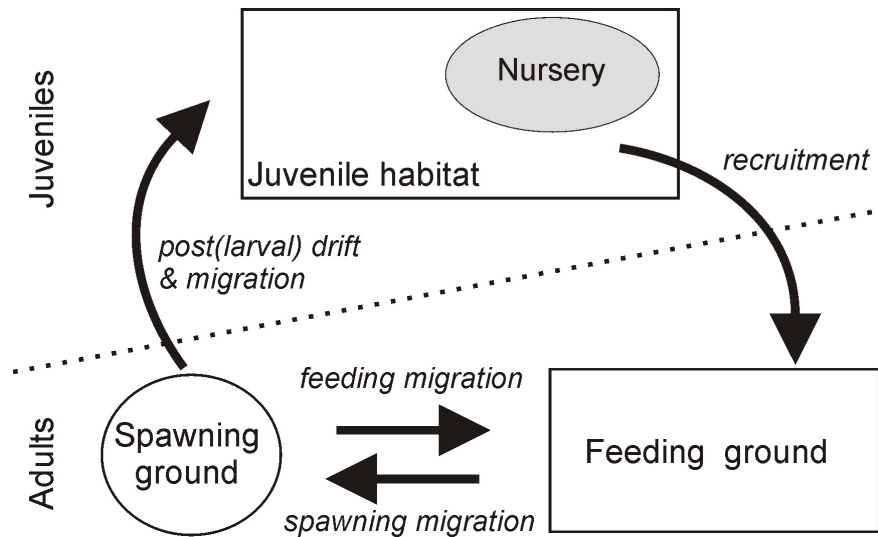 Juveniles
Nursery
Juvenile habitat
recruitment
post(larval) drift
& migration
Adults
feeding migration
Spawning
ground
Feeding ground
spawning migration